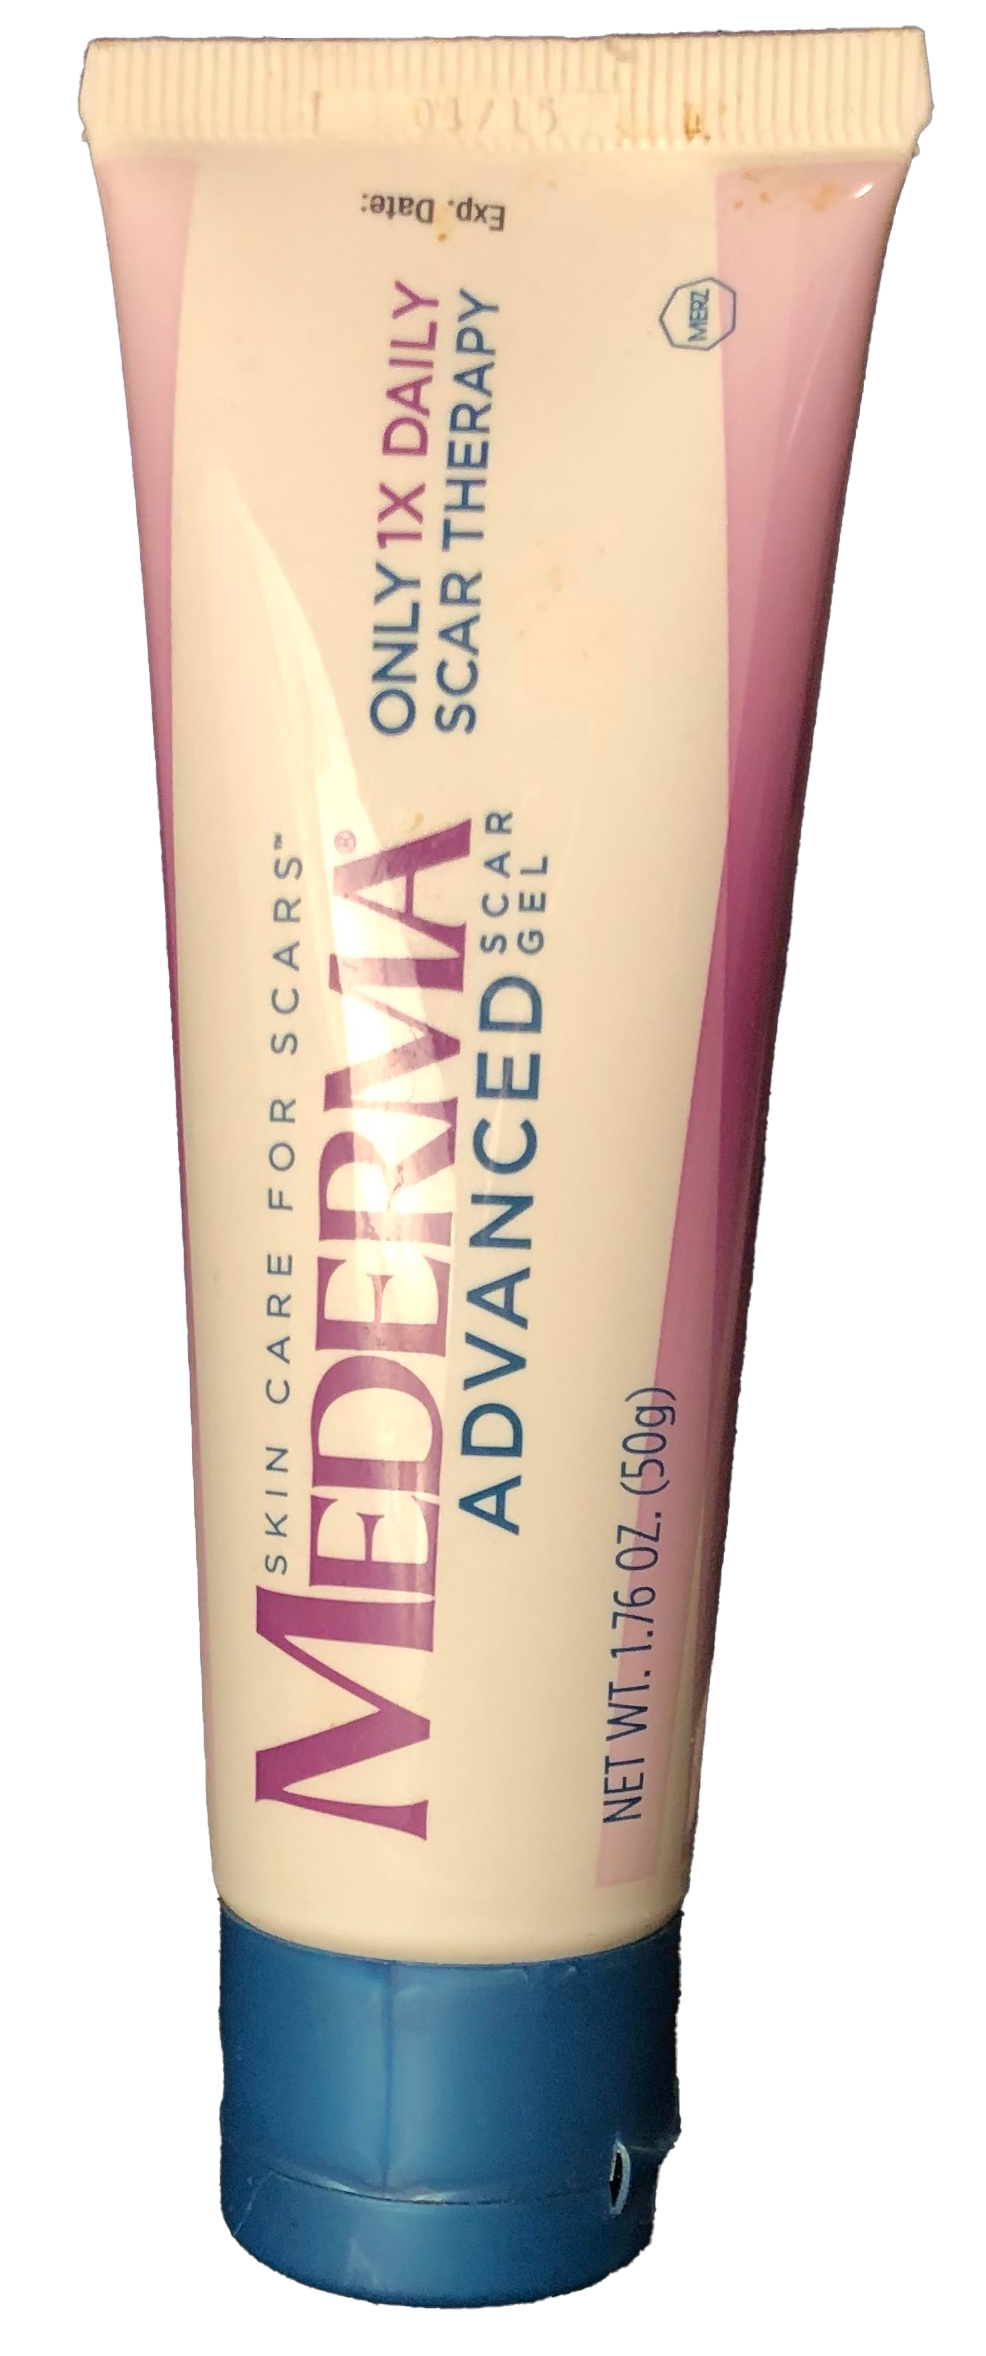 SKIN CARE FOR SCARS™
MEDERMA®
ADVANCED SCAR
GEL
ONLY 1X DAILY
SCAR THERAPY
NET WT. 1.76 OZ. (50g)
MERZ
Exp. Date: